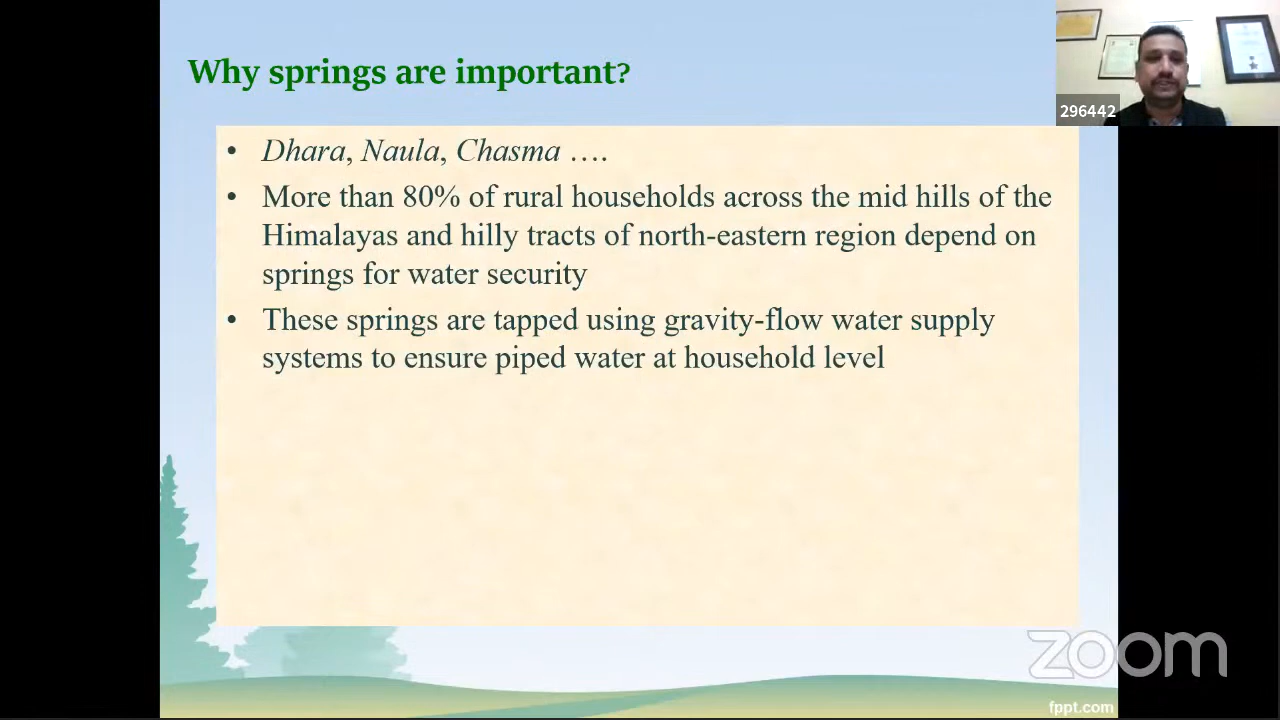 Why springs are important?
296442
• Dhara, Naula, Chasma ….
• More than 80% of rural households across the mid hills of the
Himalayas and hilly tracts of north-eastern region depend on
springs for water security
• These springs are tapped using gravity-flow water supply
systems to ensure piped water at household level
zoom
fppt.com